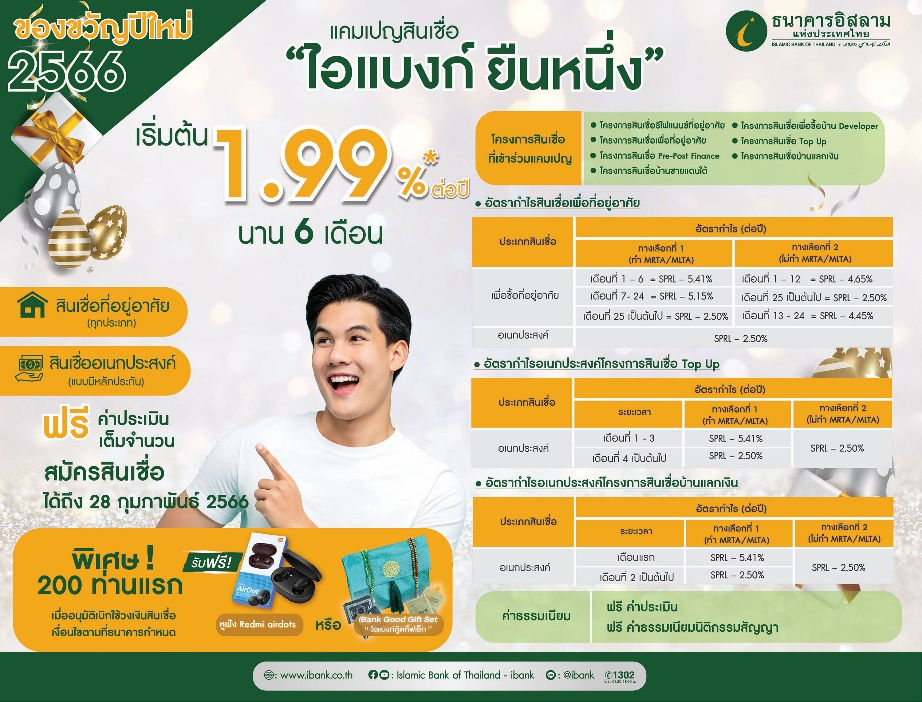 ของขวัญปีใหม่
2566
แคมเปญสินเชื่อ
“ไอแบงก์ ยืนหนึ่ง”
ธนาคารอิสลาม
แห่งประเทศไทย
ISLAMIC BANK OF THAILAND
เริ่มต้น 1.99%* ต่อปี
นาน 6 เดือน
สินเชื่อที่อยู่อาศัย
(ทุกประเภท)
สินเชื่ออเนกประสงค์
(แบบมีหลักประกัน)
ฟรี ค่าประเมิน
เต็มจำนวน
สมัครสินเชื่อ
ได้ถึง 28 กุมภาพันธ์ 2566
พิเศษ !
200 ท่านแรก
เมื่ออนุมัติเบิกใช้วงเงินสินเชื่อ
เงื่อนไขตามที่ธนาคารกำหนด
รับฟรี!
AirDots
หูฟัง Redmi airdots
หรือ
iBank Good Gift Set
"ไอแบงก์กู๊ดกิ๊ฟเซ็ท"
โครงการสินเชื่อ
ที่เข้าร่วมแคมเปญ
• โครงการสินเชื่อรีไฟแนนซ์ที่อยู่อาศัย
• โครงการสินเชื่อเพื่อที่อยู่อาศัย
• โครงการสินเชื่อ Pre-Post Finance
• โครงการสินเชื่อบ้านชายแดนใต้
• โครงการสินเชื่อเพื่อซื้อบ้าน Developer
• โครงการสินเชื่อ Top Up
• โครงการสินเชื่อบ้านแลกเงิน
• อัตรากำไรสินเชื่อเพื่อที่อยู่อาศัย
ประเภทสินเชื่อ
อัตรากำไร (ต่อปี)
ทางเลือกที่ 1
(ทำ MRTA/MLTA)
ทางเลือกที่ 2
(ไม่ทำ MRTA/MLTA)
เพื่อซื้อที่อยู่อาศัย
เดือนที่ 1 – 6 = SPRL – 5.41%
เดือนที่ 1 – 12 = SPRL – 4.65%
เดือนที่ 7- 24 = SPRL – 5.15%
เดือนที่ 25 เป็นต้นไป = SPRL – 2.50%
เดือนที่ 25 เป็นต้นไป = SPRL – 2.50%
เดือนที่ 13 - 24 = SPRL – 4.45%
อเนกประสงค์
SPRL – 2.50%
• อัตรากำไรอเนกประสงค์โครงการสินเชื่อ Top Up
ประเภทสินเชื่อ
อัตรากำไร (ต่อปี)
ระยะเวลา
ทางเลือกที่ 1
(ทำ MRTA/MLTA)
ทางเลือกที่ 2
(ไม่ทำ MRTA/MLTA)
อเนกประสงค์
เดือนที่ 1 - 3
SPRL – 5.41%
SPRL – 2.50%
เดือนที่ 4 เป็นต้นไป
SPRL – 2.50%
• อัตรากำไรอเนกประสงค์โครงการสินเชื่อบ้านแลกเงิน
ประเภทสินเชื่อ
อัตรากำไร (ต่อปี)
ระยะเวลา
ทางเลือกที่ 1
(ทำ MRTA/MLTA)
ทางเลือกที่ 2
(ไม่ทำ MRTA/MLTA)
อเนกประสงค์
เดือนแรก
SPRL – 5.41%
SPRL – 2.50%
เดือนที่ 2 เป็นต้นไป
SPRL – 2.50%
ค่าธรรมเนียม
ฟรี ค่าประเมิน
ฟรี ค่าธรรมเนียมนิติกรรมสัญญา
: www.ibank.co.th
: Islamic Bank of Thailand - ibank
: @ibank
1302